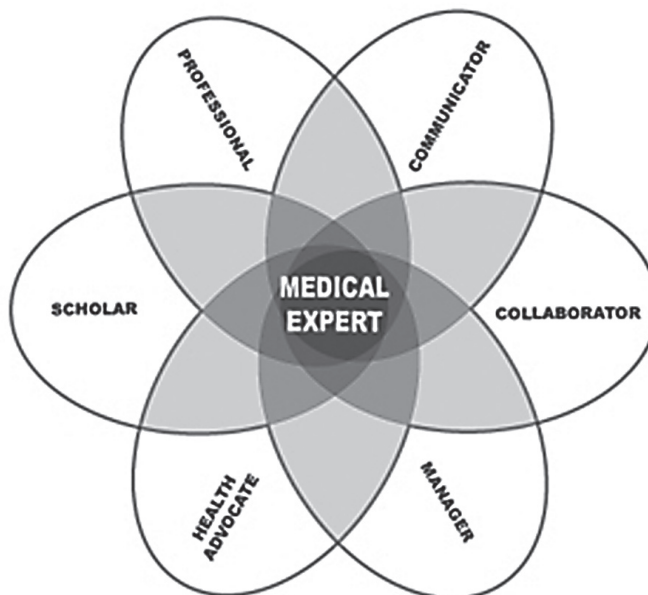 PROFESSIONAL
COMMUNICATOR
SCHOLAR
MEDICAL
EXPERT
COLLABORATOR
HEALTH
ADVOCATE
MANAGER